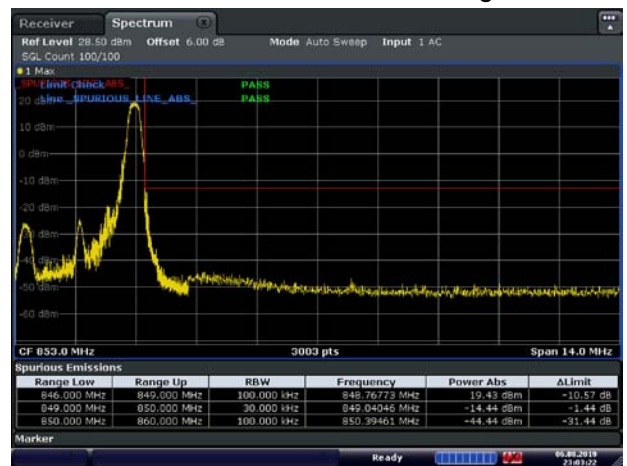 Receiver Spectrum
Ref Level 28.50 dBm Offset 6.00 dB Mode Auto Sweep Input 1 AC
SGL Count 100/100
1 Max
Limit Check PASS
Line _SPURIOUS_LINE_ABS_ PASS
20 dBm
10 dBm
0 dBm
-10 dBm
-20 dBm
-50 dBm
-60 dBm
CF 853.0 MHz 3003 pts Span 14.0 MHz
Spurious Emissions
Range Low Range Up RBW Frequency Power Abs ΔLimit
846.000 MHz 849.000 MHz 100.000 kHz 848.76773 MHz 19.43 dBm -10.57 dB
849.000 MHz 850.000 MHz 30.000 kHz 849.04046 MHz -14.44 dBm -1.44 dB
850.000 MHz 860.000 MHz 100.000 kHz 850.39461 MHz -44.44 dBm -31.44 dB
Marker
Ready 06.08.2019
23:03:22